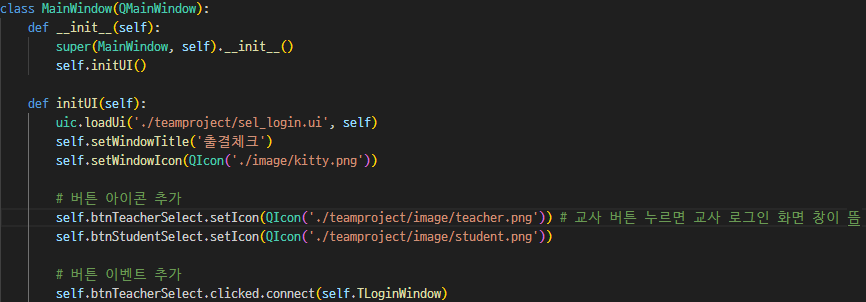 class MainWindow(QMainWindow):
    def __init__(self):
        super(MainWindow, self).__init__()
        self.initUI()

    def initUI(self):
        uic.loadUi('./teamproject/sel_login.ui', self)
        self.setWindowTitle('출결체크')
        self.setWindowIcon(QIcon('./image/kitty.png'))

        # 버튼 아이콘 추가
        self.btnTeacherSelect.setIcon(QIcon('./teamproject/image/teacher.png')) # 교사 버튼 누르면 교사 로그인 화면 창이 뜸
        self.btnStudentSelect.setIcon(QIcon('./teamproject/image/student.png'))

        # 버튼 이벤트 추가
        self.btnTeacherSelect.clicked.connect(self.TLoginWindow)